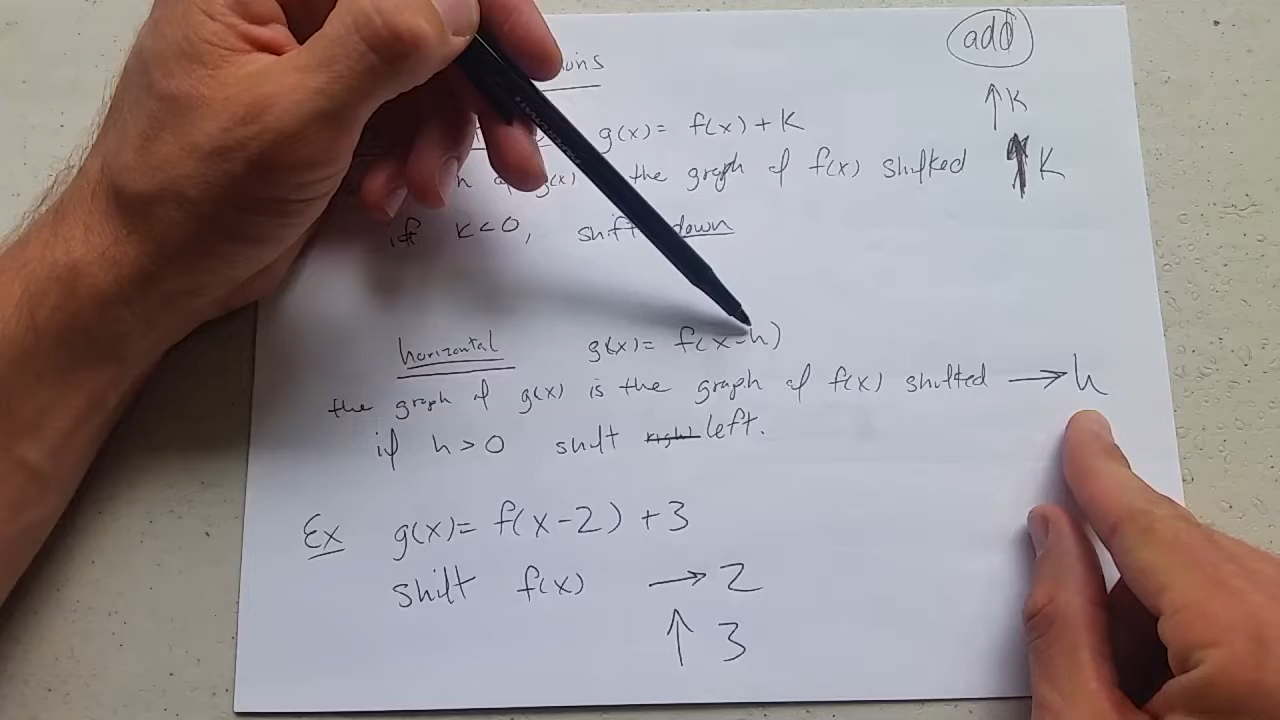 add
↑K
g(x) = f(x) + K
g(x) the graph of f(x) shifted ↑ K
if K<0, shift down
horizontal g(x) = f(x-h)
the graph of g(x) is the graph of f(x) shifted → h
if h > 0 shift right left.
Ex g(x) = f(x-2) + 3
shift f(x) → 2
↑ 3